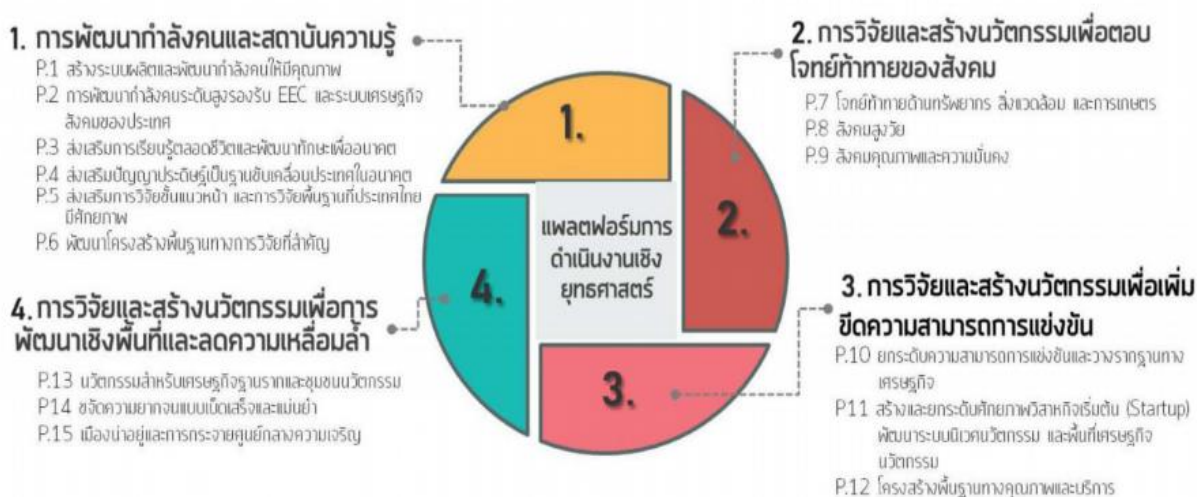 1. การพัฒนากำลังคนและสถาบันความรู้
P.1 สร้างระบบผลิตและพัฒนากำลังคนให้มีคุณภาพ
P.2 การพัฒนากำลังคนระดับสูงรองรับ EEC และระบบเศรษฐกิจ
สังคมของประเทศ
P.3 ส่งเสริมการเรียนรู้ตลอดชีวิตและพัฒนาทักษะเพื่ออนาคต
P.4 ส่งเสริมปัญญาประดิษฐ์เป็นฐานขับเคลื่อนประเทศในอนาคต
P.5 ส่งเสริมการวิจัยขั้นแนวหน้า และการวิจัยพื้นฐานที่ประเทศไทย
มีศักยภาพ
P.6 พัฒนาโครงสร้างพื้นฐานทางการวิจัยที่สำคัญ
2. การวิจัยและสร้างนวัตกรรมเพื่อตอบ
โจทย์ท้าทายของสังคม
P.7 โจทย์ท้าทายด้านทรัพยากร สิ่งแวดล้อม และการเกษตร
P.8 สังคมสูงวัย
P.9 สังคมคุณภาพและความมั่นคง
1.
2.
3.
4.
แพลตฟอร์มการ
ดำเนินงานเชิง
ยุทธศาสตร์
4. การวิจัยและสร้างนวัตกรรมเพื่อการ
พัฒนาเชิงพื้นที่และลดความเหลื่อมล้ำ
P.13 นวัตกรรมสำหรับเศรษฐกิจฐานรากและชุมชนนวัตกรรม
P14 ขจัดความยากจนแบบเบ็ดเสร็จและแม่นยำ
P.15 เมืองน่าอยู่และการกระจายศูนย์กลางความเจริญ
3. การวิจัยและสร้างนวัตกรรมเพื่อเพิ่ม
ขีดความสามารถการแข่งขัน
P.10 ยกระดับความสามารถการแข่งขันและวางรากฐานทาง
เศรษฐกิจ
P11 สร้างและยกระดับศักยภาพวิสาหกิจเริ่มต้น (Startup)
พัฒนาระบบนิเวศนวัตกรรม และพื้นที่เศรษฐกิจ
นวัตกรรม
P.12 โครงสร้างพื้นฐานทางคุณภาพและบริการ